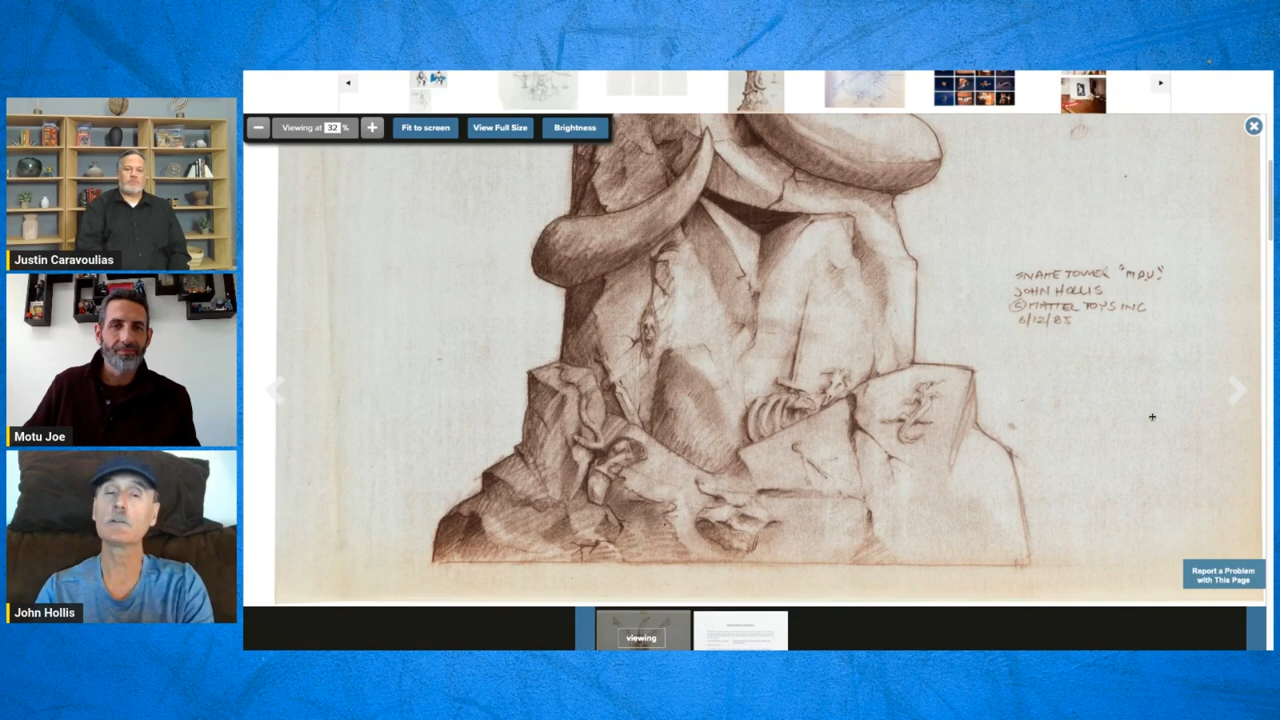 Viewing at 32 %
Fit to screen
View Full Size
Brightness
Justin Caravoulias
Motu Joe
John Hollis
SNAKE TOWER "MOU"
JOHN HOLLIS
© MATTEL TOYS INC
6/12/85
Report a Problem
with This Page
viewing